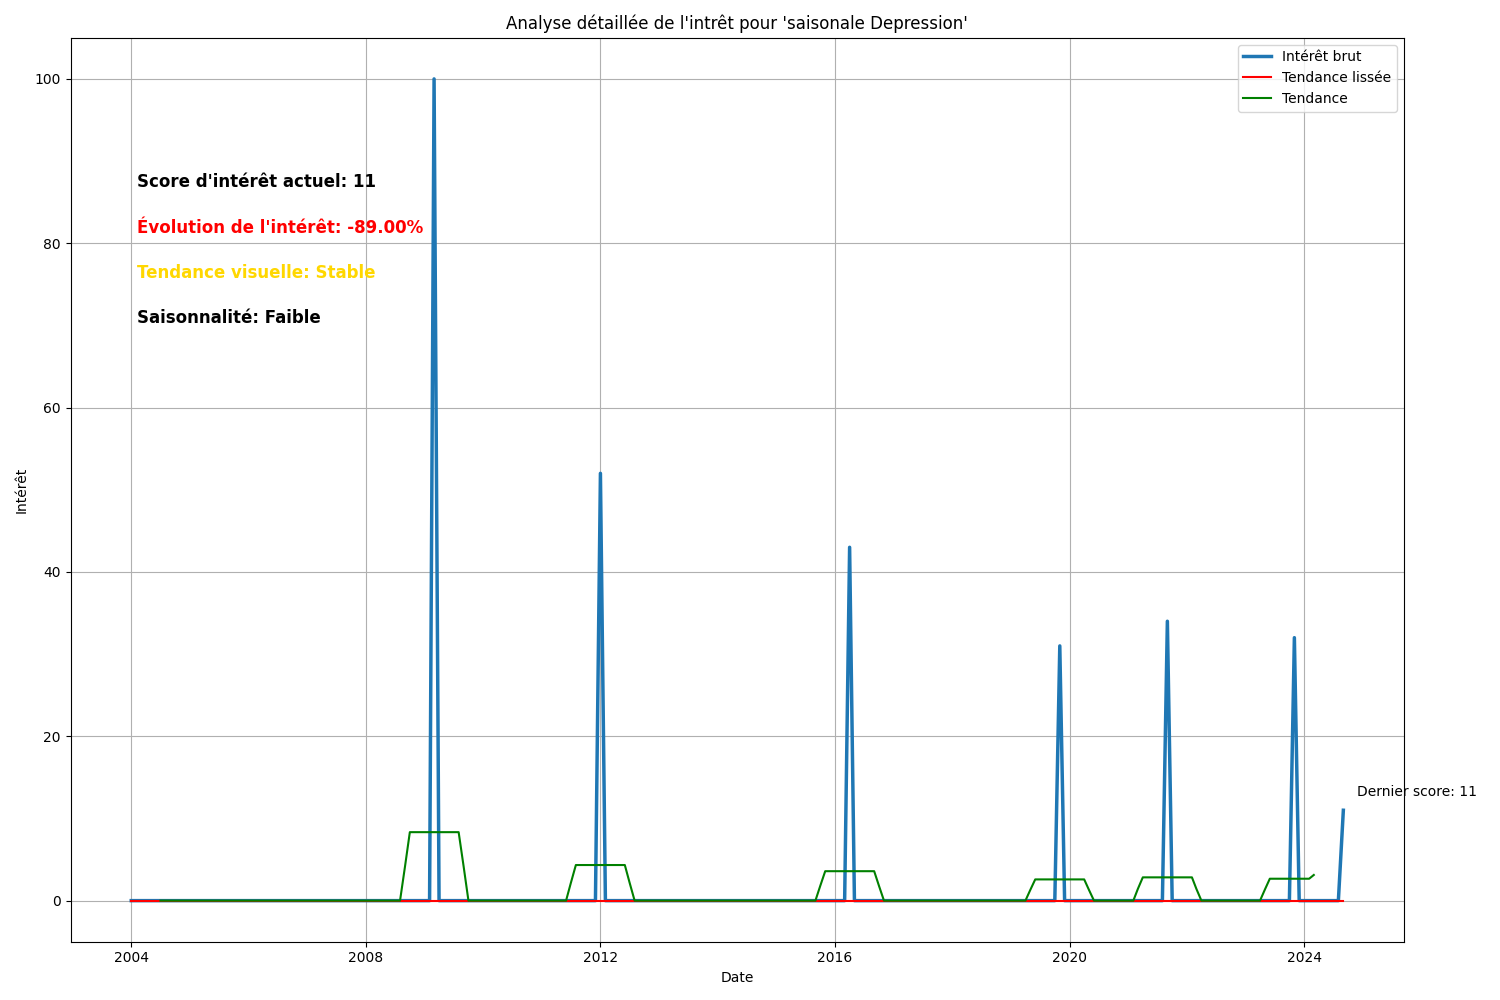 Analyse détaillée de l'intrêt pour 'saisonale Depression'
Intérêt brut
Tendance lissée
Tendance
Score d'intérêt actuel: 11
Évolution de l'intérêt: -89.00%
Tendance visuelle: Stable
Saisonnalité: Faible
Dernier score: 11
Intérêt
100
80
60
40
20
0
2004
2008
2012
2016
2020
2024
Date